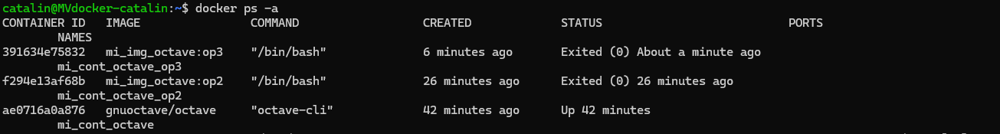 catalin@MVdocker-catalin:~$ docker ps -a
CONTAINER ID   IMAGE                COMMAND                  CREATED             STATUS                           PORTS
        NAMES
391634e75832   mi_img_octave:op3    "/bin/bash"              6 minutes ago       Exited (0) About a minute ago
        mi_cont_octave_op3
f294e13af68b   mi_img_octave:op2    "/bin/bash"              26 minutes ago      Exited (0) 26 minutes ago
        mi_cont_octave_op2
ae0716a0a876   gnuoctave/octave     "octave-cli"             42 minutes ago      Up 42 minutes
        mi_cont_octave